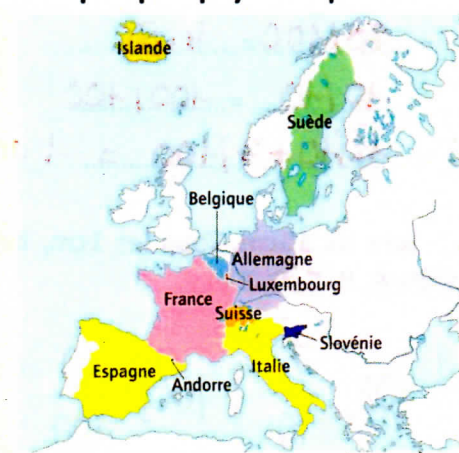 Islande
Suède
Belgique
Allemagne
Luxembourg
France
Suisse
Slovénie
Espagne
Andorre
Italie